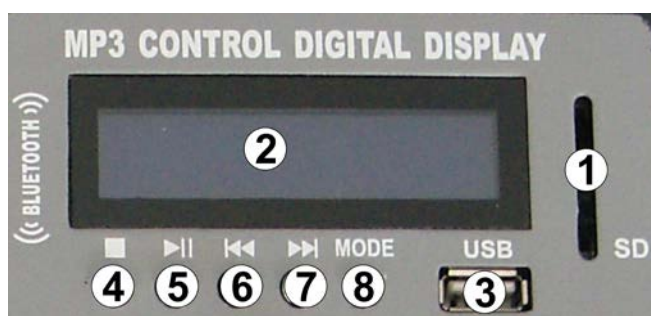 MP3 CONTROL DIGITAL DISPLAY
((( BLUETOOTH )))
2
1
MODE USB SD
4 5 6 7 8 3